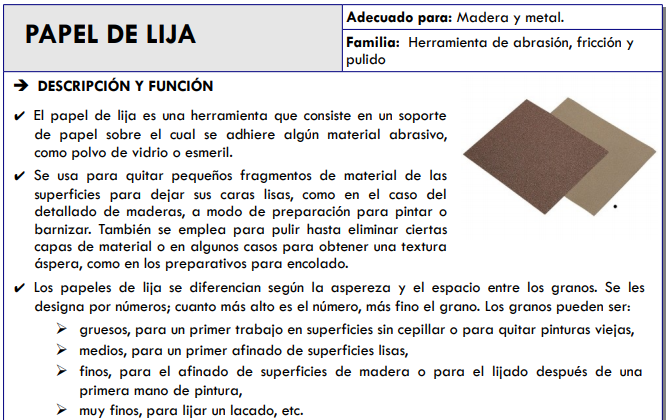 PAPEL DE LIJA
Adecuado para: Madera y metal.
Familia: Herramienta de abrasión, fricción y
pulido
➔ DESCRIPCIÓN Y FUNCIÓN
✔ El papel de lija es una herramienta que consiste en un soporte
de papel sobre el cual se adhiere algún material abrasivo,
como polvo de vidrio o esmeril.
✔ Se usa para quitar pequeños fragmentos de material de las
superficies para dejar sus caras lisas, como en el caso del
detallado de maderas, a modo de preparación para pintar o
barnizar. También se emplea para pulir hasta eliminar ciertas
capas de material o en algunos casos para obtener una textura
áspera, como en los preparativos para encolado.
✔ Los papeles de lija se diferencian según la aspereza y el espacio entre los granos. Se les
designa por números; cuanto más alto es el número, más fino el grano. Los granos pueden ser:
➢ gruesos, para un primer trabajo en superficies sin cepillar o para quitar pinturas viejas,
➢ medios, para un primer afinado de superficies lisas,
➢ finos, para el afinado de superficies de madera o para el lijado después de una
primera mano de pintura,
➢ muy finos, para lijar un lacado, etc.